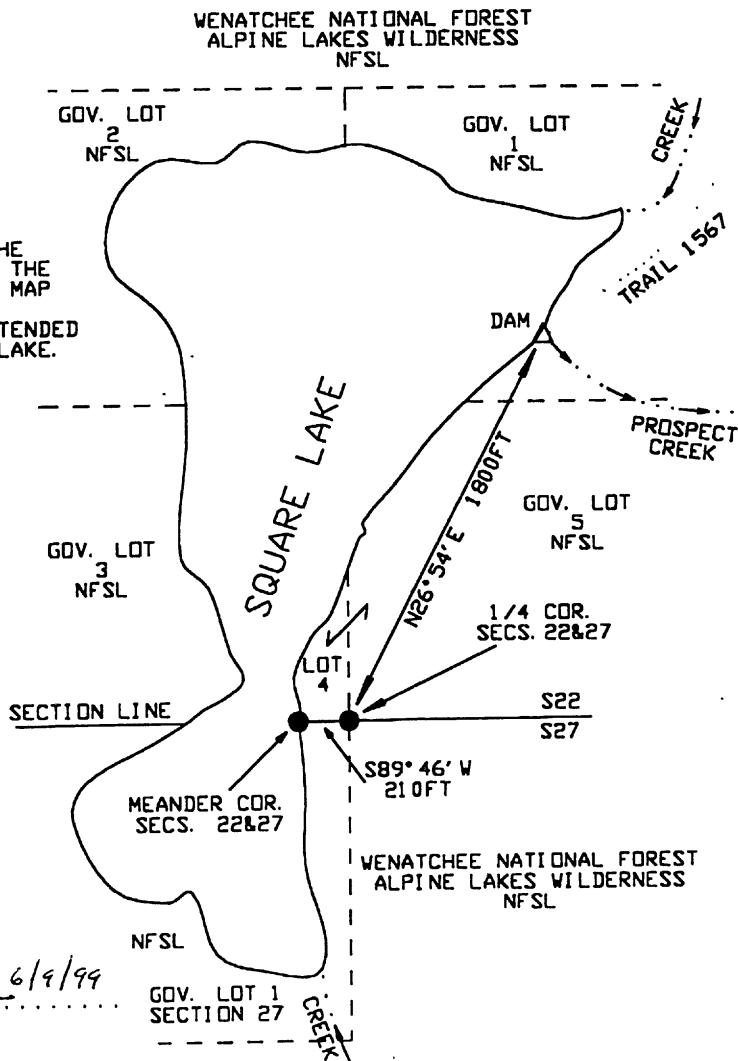 WENATCHEE NATIONAL FOREST
ALPINE LAKES WILDERNESS
NFSL
GOV. LOT
2
NFSL
GOV. LOT
1
NFSL
CREEK
TRAIL 1567
HE
THE
MAP
TENDED
LAKE.
DAM
PROSPECT
CREEK
SQUARE LAKE
N26°54'E 1800FT
GOV. LOT
5
NFSL
GOV. LOT
3
NFSL
1/4 COR.
SECS. 22&27
LOT
4
SECTION LINE
S22
S27
S89°46' W
210FT
MEANDER COR.
SECS. 22&27
WENATCHEE NATIONAL FOREST
ALPINE LAKES WILDERNESS
NFSL
NFSL
6/9/99
GOV. LOT 1
SECTION 27
CREEK